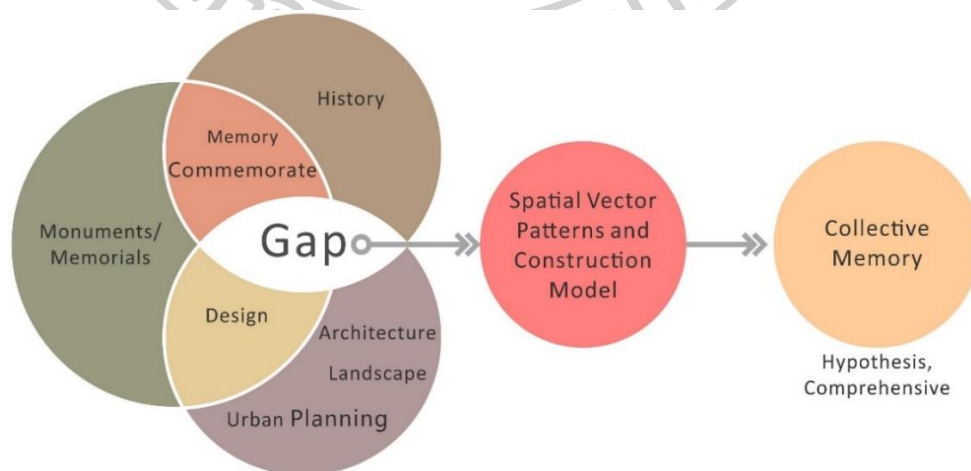 History
Memory
Commemorate
Monuments/
Memorials
Gap
Design
Architecture
Landscape
Urban Planning
Spatial Vector
Patterns and
Construction
Model
Collective
Memory
Hypothesis,
Comprehensive